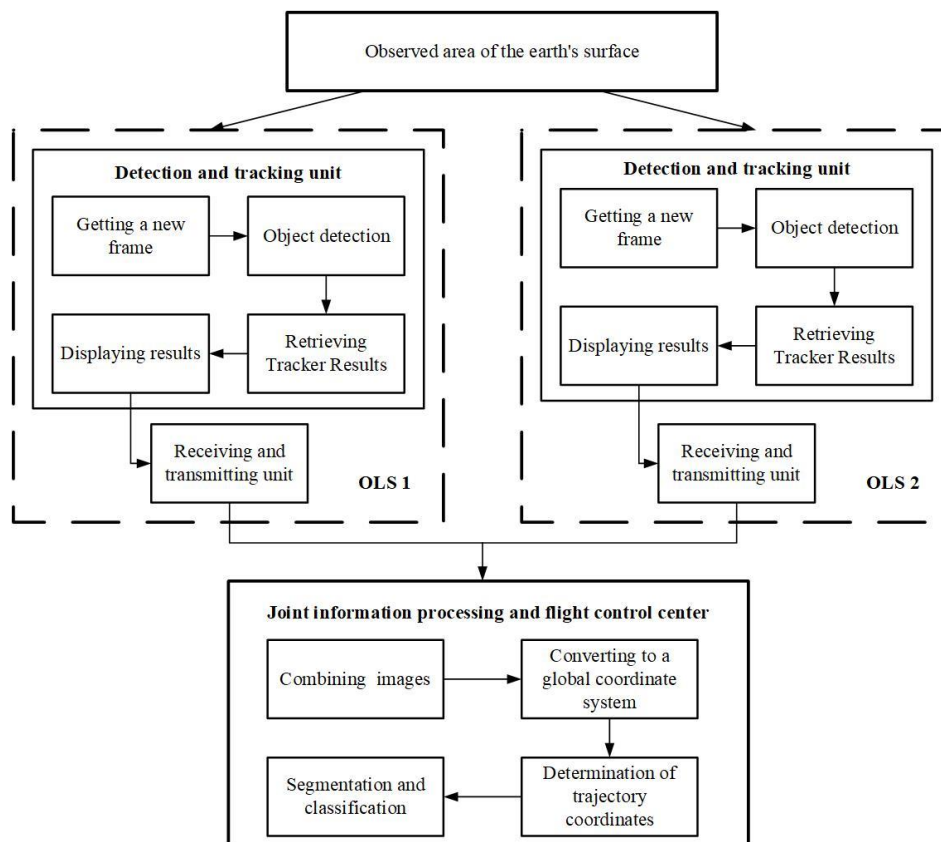 Observed area of the earth's surface
Detection and tracking unit
Getting a new
frame
Object detection
Displaying results
Retrieving
Tracker Results
Receiving and
transmitting unit
OLS 1
Detection and tracking unit
Getting a new
frame
Object detection
Displaying results
Retrieving
Tracker Results
Receiving and
transmitting unit
OLS 2
Joint information processing and flight control center
Combining images
Converting to a
global coordinate
system
Segmentation and
classification
Determination of
trajectory
coordinates